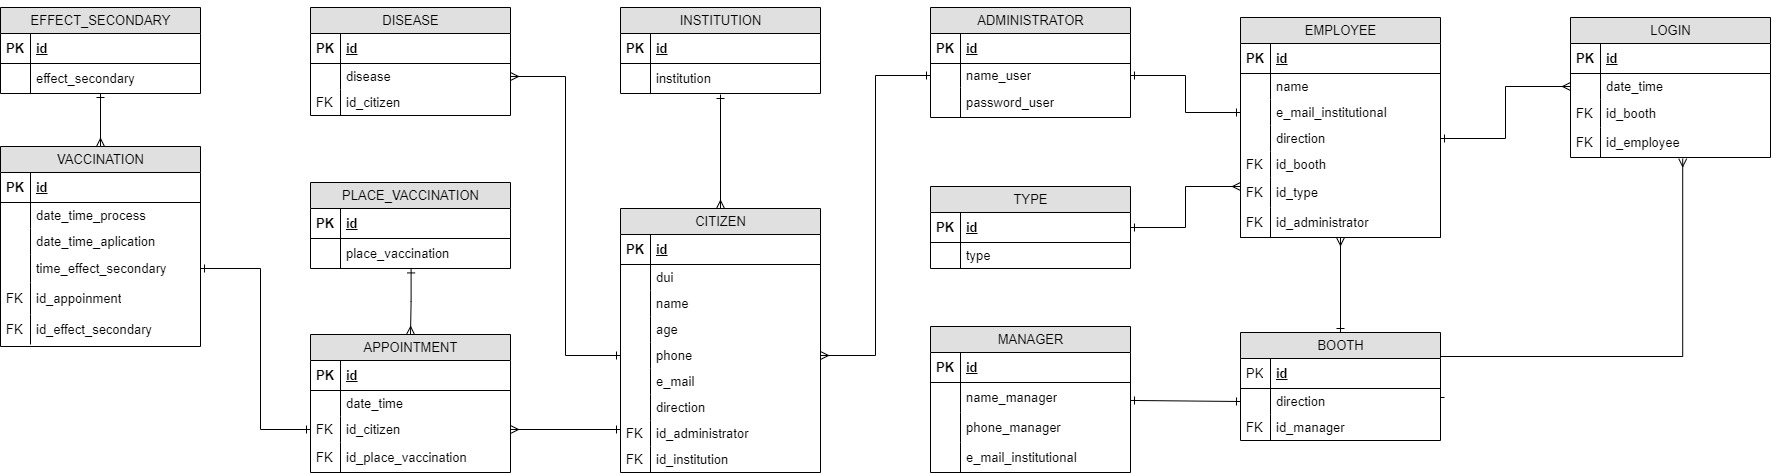 EFFECT_SECONDARY
PK id
effect_secondary
VACCINATION
PK id
date_time_process
date_time_aplication
time_effect_secondary
FK id_appoinment
FK id_effect_secondary
DISEASE
PK id
disease
FK id_citizen
PLACE_VACCINATION
PK id
place_vaccination
APPOINTMENT
PK id
date_time
FK id_citizen
FK id_place_vaccination
INSTITUTION
PK id
institution
CITIZEN
PK id
dui
name
age
phone
e_mail
direction
FK id_administrator
FK id_institution
ADMINISTRATOR
PK id
name_user
password_user
TYPE
PK id
type
MANAGER
PK id
name_manager
phone_manager
e_mail_institutional
EMPLOYEE
PK id
name
e_mail_institutional
direction
FK id_booth
FK id_type
FK id_administrator
BOOTH
PK id
direction
FK id_manager
LOGIN
PK id
date_time
FK id_booth
FK id_employee